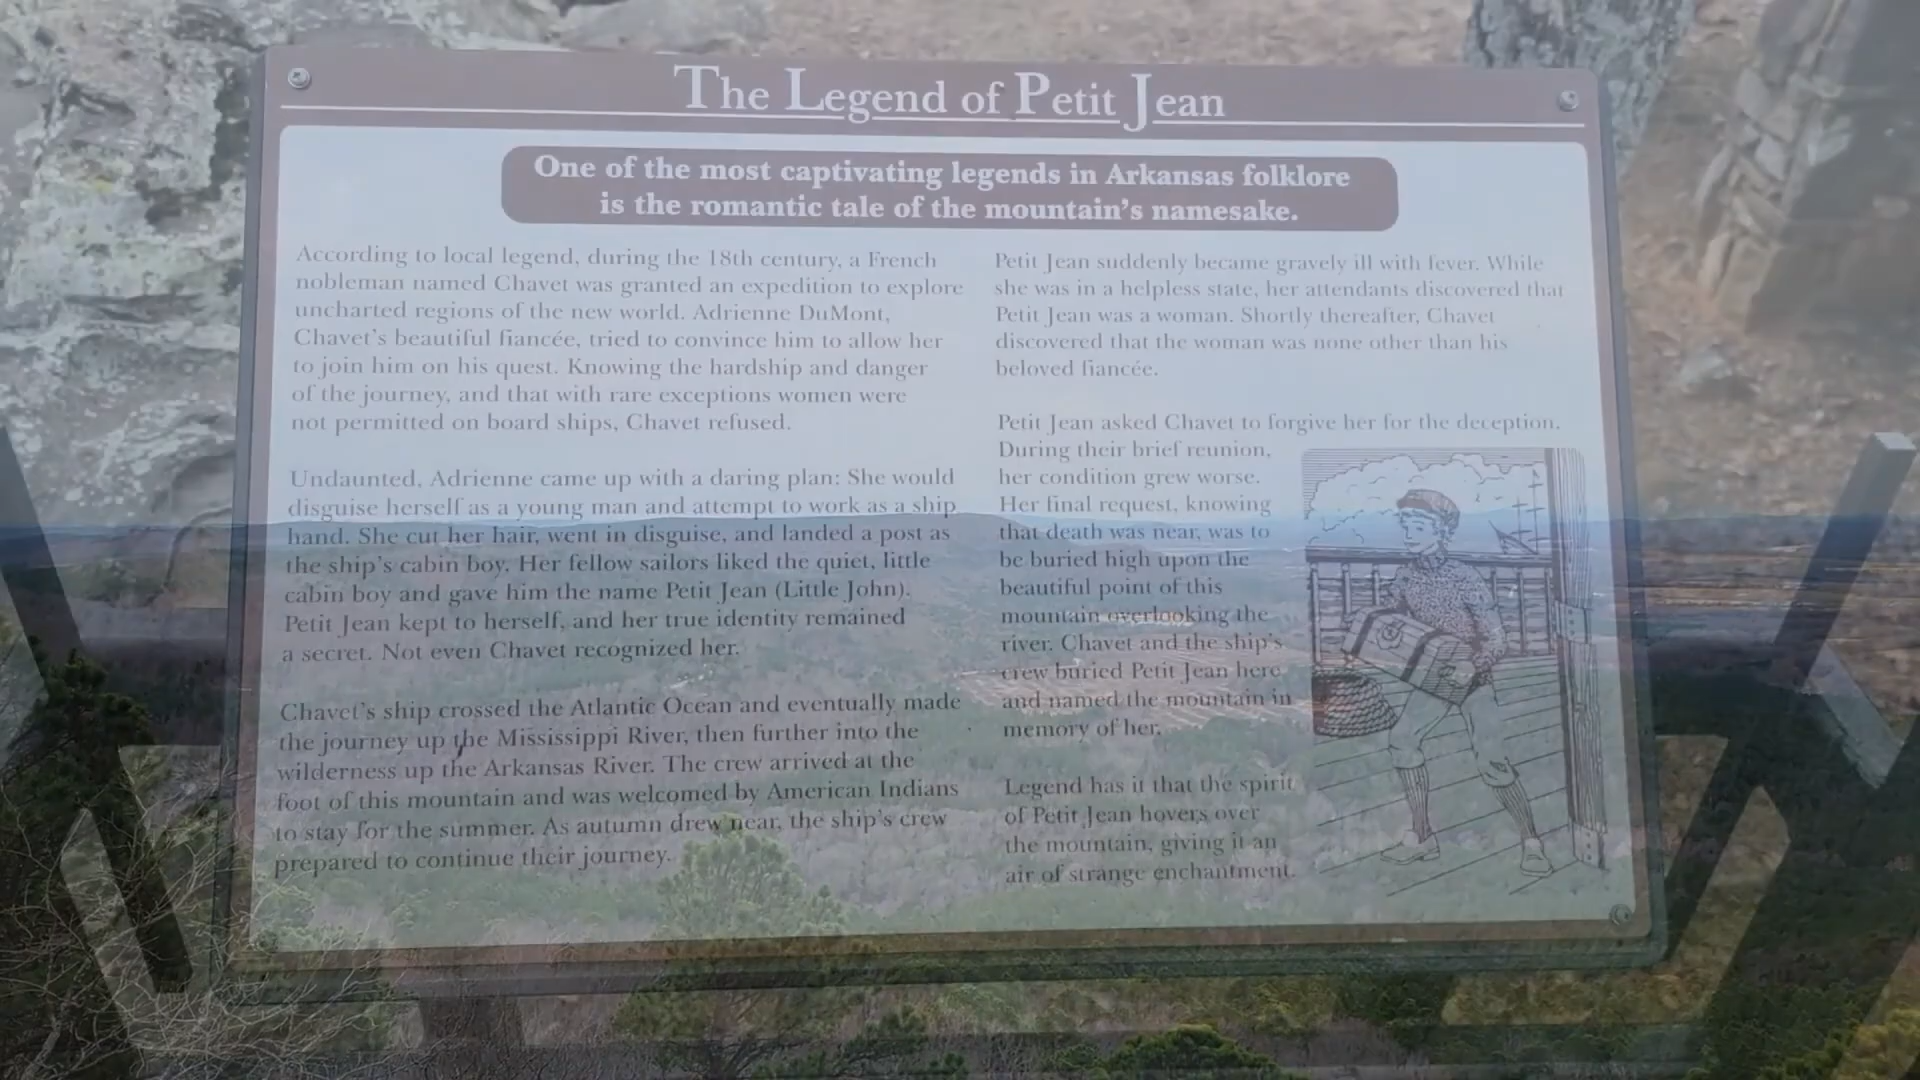 The Legend of Petit Jean
One of the most captivating legends in Arkansas folklore
is the romantic tale of the mountain's namesake.
According to local legend, during the 18th century, a French
nobleman named Chavet was granted an expedition to explore
uncharted regions of the new world. Adrienne DuMont,
Chavet's beautiful fiancée, tried to convince him to allow her
to join him on his quest. Knowing the hardship and danger
of the journey, and that with rare exceptions women were
not permitted on board ships, Chavet refused.
Undaunted, Adrienne came up with a daring plan: She would
disguise herself as a young man and attempt to work as a ship
hand. She cut her hair, went in disguise, and landed a post as
the ship's cabin boy. Her fellow sailors liked the quiet, little
cabin boy and gave him the name Petit Jean (Little John).
Petit Jean kept to herself, and her true identity remained
a secret. Not even Chavet recognized her.
Chavet's ship crossed the Atlantic Ocean and eventually made
the journey up the Mississippi River, then further into the
wilderness up the Arkansas River. The crew arrived at the
foot of this mountain and was welcomed by American Indians
to stay for the summer. As autumn drew near, the ship's crew
prepared to continue their journey.
Petit Jean suddenly became gravely ill with fever. While
she was in a helpless state, her attendants discovered that
Petit Jean was a woman. Shortly thereafter, Chavet
discovered that the woman was none other than his
beloved fiancée.
Petit Jean asked Chavet to forgive her for the deception.
During their brief reunion,
her condition grew worse.
Her final request, knowing
that death was near, was to
be buried high upon the
beautiful point of this
mountain overlooking the
river. Chavet and the ship's
crew buried Petit Jean here
and named the mountain in
memory of her.
Legend has it that the spirit
of Petit Jean hovers over
the mountain, giving it an
air of strange enchantment.